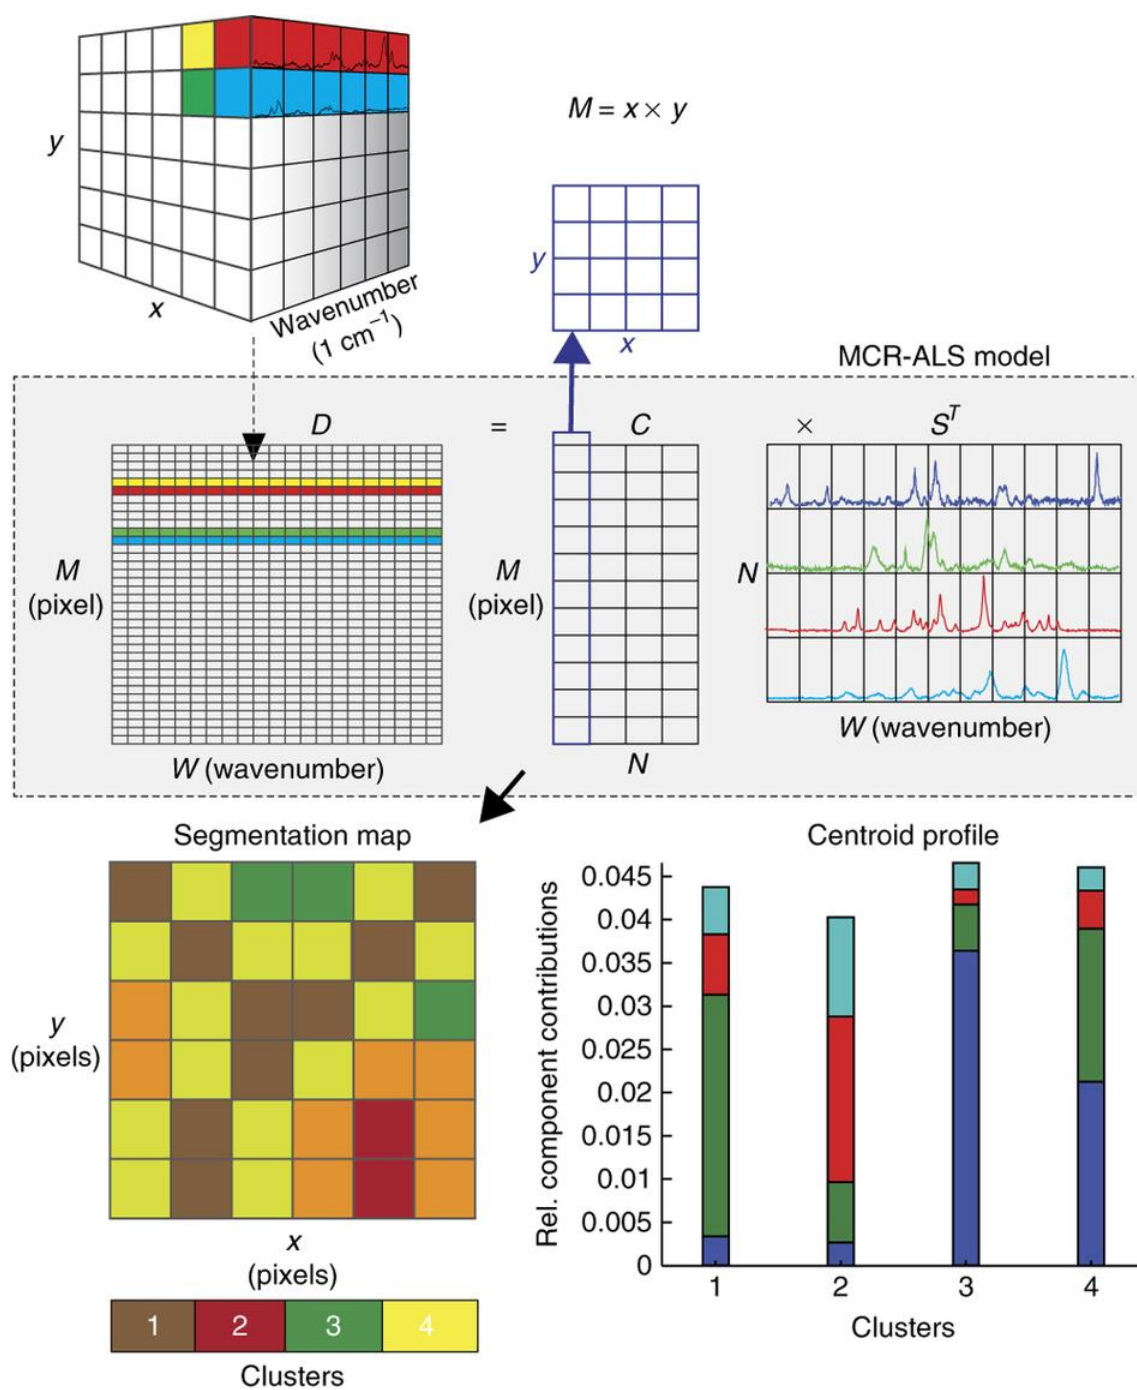 y
x
Wavenumber
(1 cm⁻¹)
M = x × y
y
x
MCR-ALS model
D = C × Sᵀ
M
(pixel)
W (wavenumber)
M
(pixel)
N
N
W (wavenumber)
Segmentation map
y
(pixels)
x
(pixels)
1 2 3 4
Clusters
Centroid profile
Rel. component contributions
0.045
0.04
0.035
0.03
0.025
0.02
0.015
0.01
0.005
0
1 2 3 4
Clusters